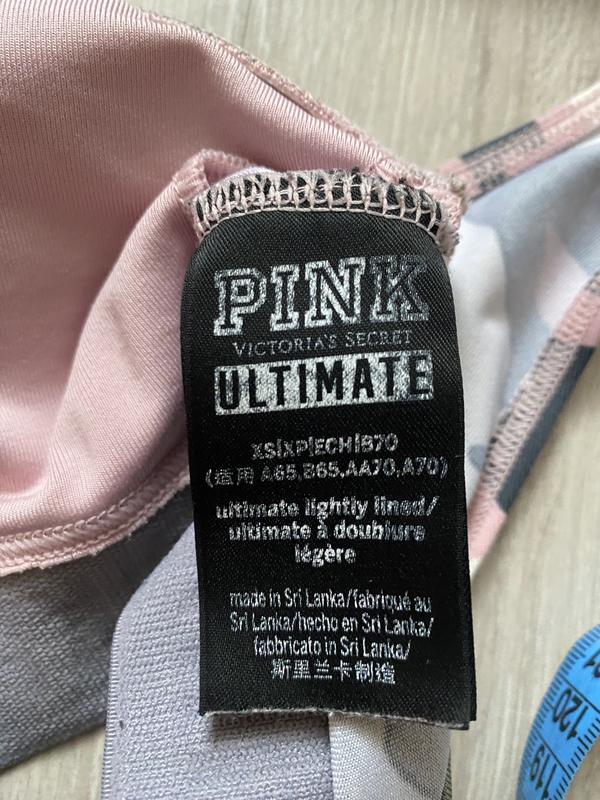 PINK
VICTORIA'S SECRET
ULTIMATE
XS|XP|ECH|B70
(适用 A65,B65,AA70,A70)
ultimate lightly lined/
ultimate à doublure
légère
made in Sri Lanka/fabriqué au
Sri Lanka/hecho en Sri Lanka/
fabbricato in Sri Lanka/
斯里兰卡制造
119
120